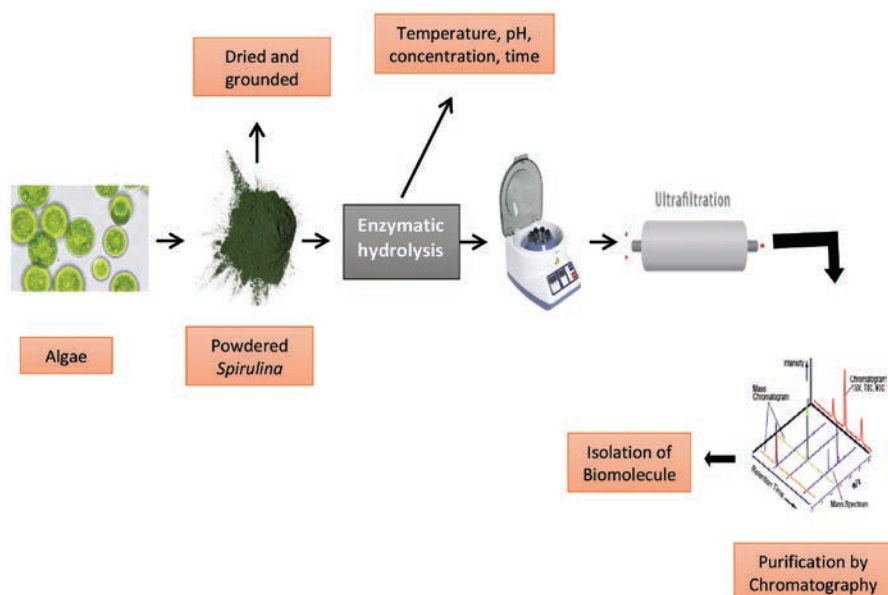 Temperature, pH,
concentration, time
Dried and
grounded
Ultrafiltration
Enzymatic
hydrolysis
Algae
Powdered
Spirulina
Intensity
Chromatogram
Mass
Chromatogram
Isolation of
Biomolecule
Retention Time
m/z
Mass Spectrum
Purification by
Chromatography